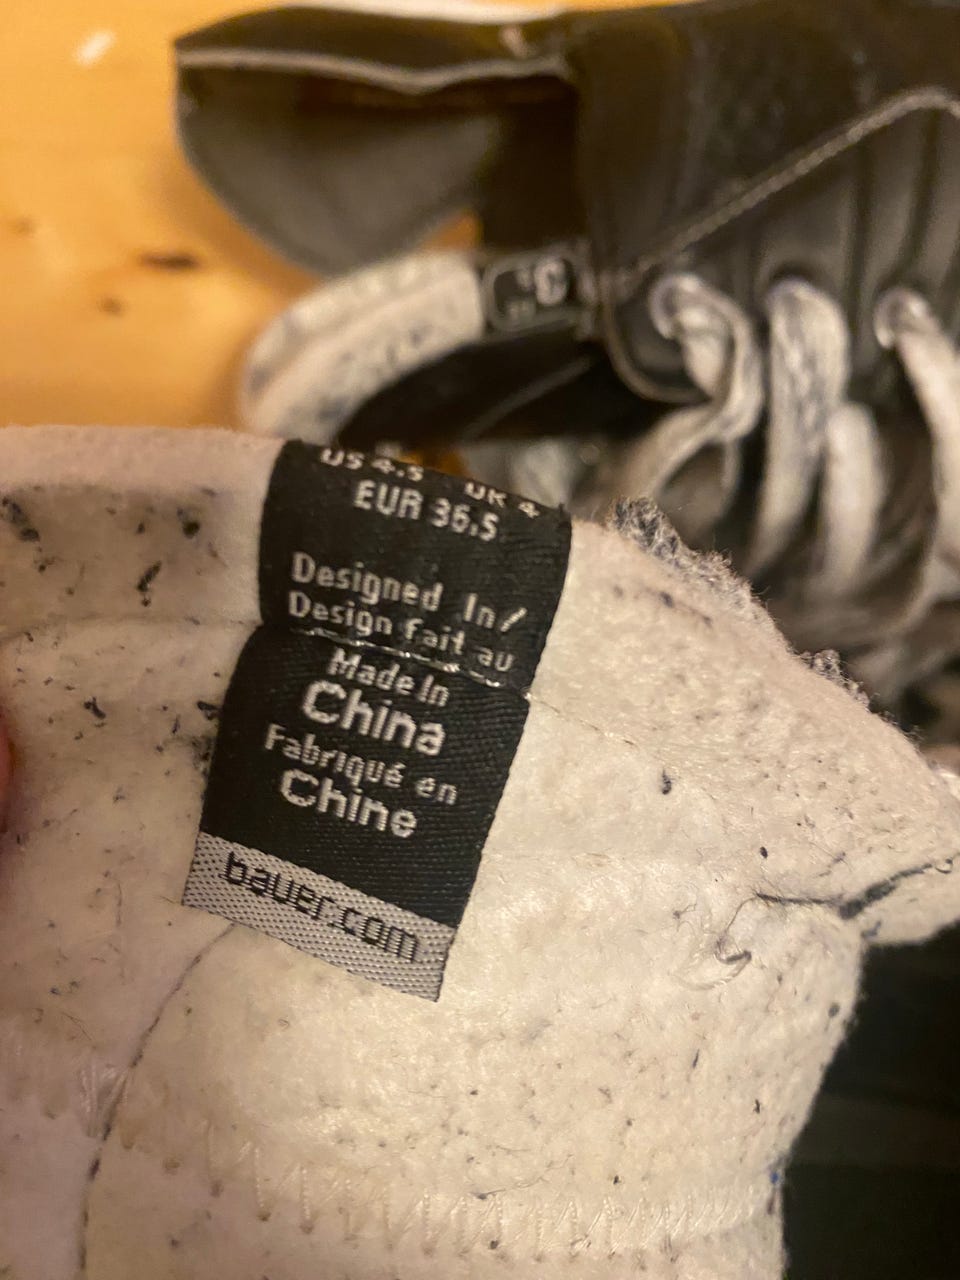 US 4.5 UK 4
EUR 36.5
Designed In/
Design fait au
Made In
China
Fabriqué en
Chine
bauer.com